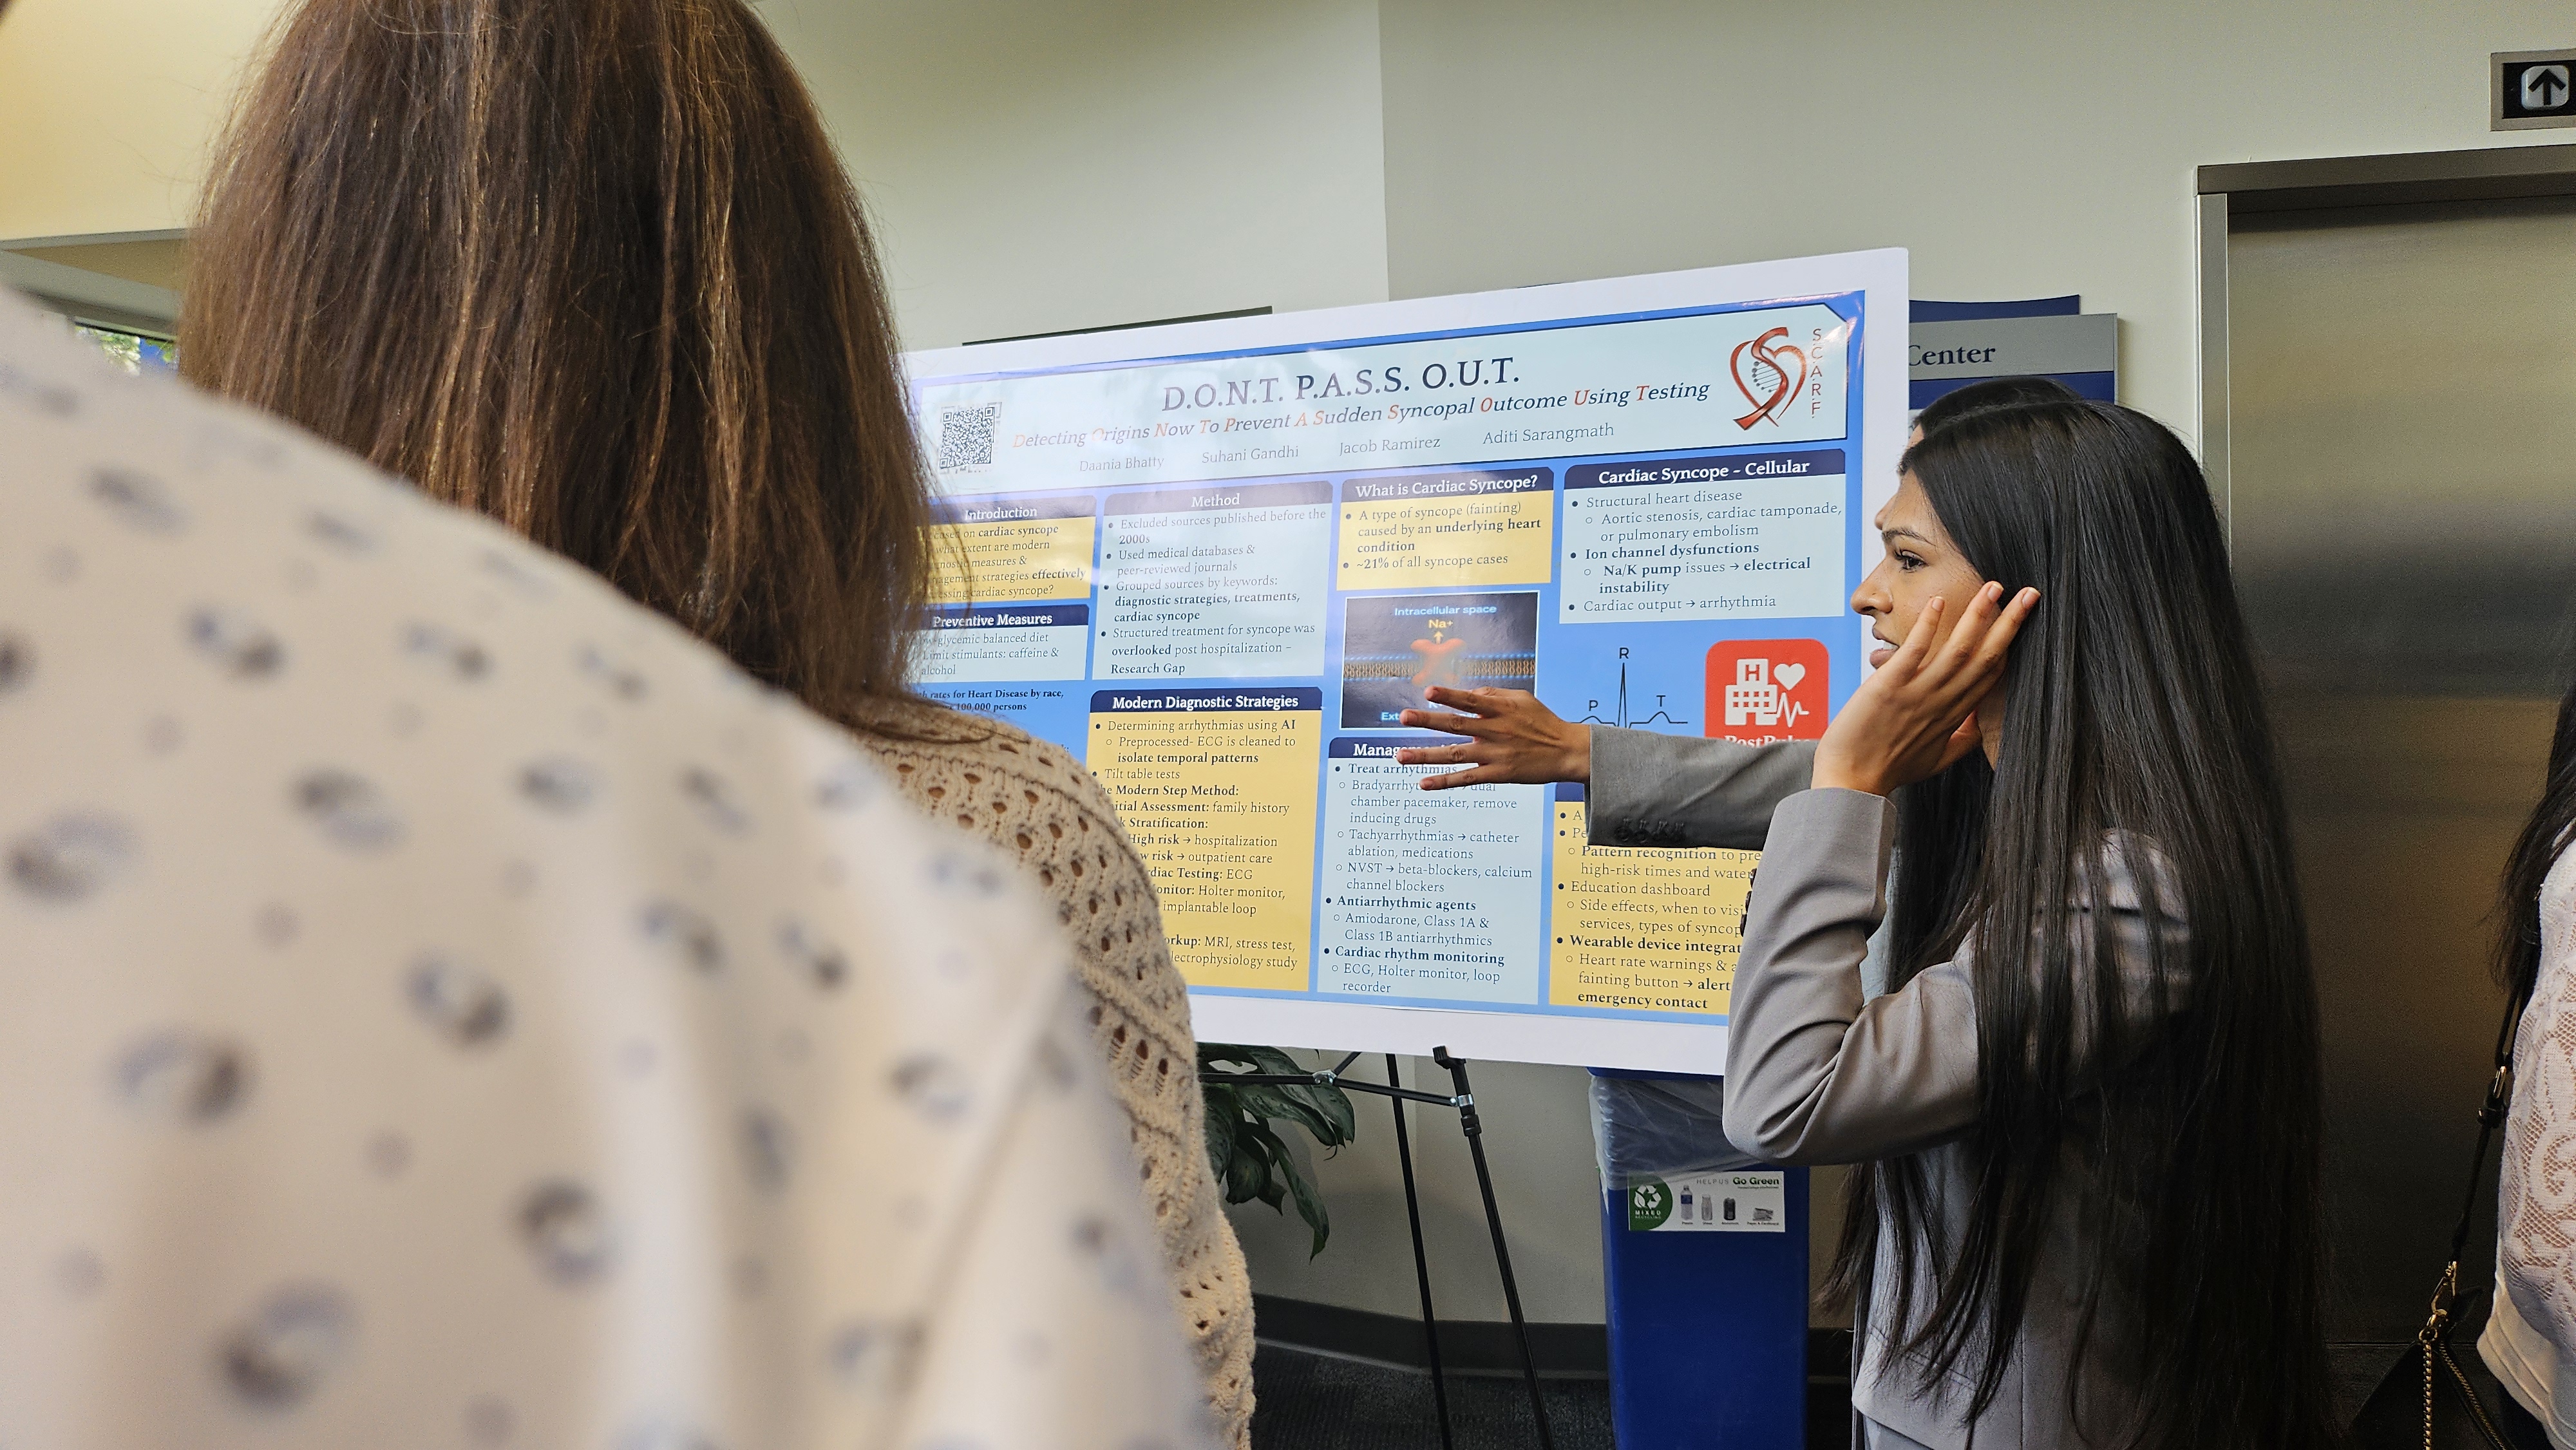 Center
D.O.N.T. P.A.S.S. O.U.T.
Detecting Origins Now To Prevent A Sudden Syncopal Outcome Using Testing
Daania Bhatty Suhani Gandhi Jacob Ramirez Aditi Sarangmath
S.C.A.R.F.
Introduction
on cardiac syncope
extent are modern
measures &
strategies effectively
cardiac syncope?
Preventive Measures
glycemic balanced diet
stimulants: caffeine &
alcohol
rates for Heart Disease by race,
100,000 persons
Method
• Excluded sources published before the
2000s
• Used medical databases &
peer-reviewed journals
• Grouped sources by keywords:
diagnostic strategies, treatments,
cardiac syncope
• Structured treatment for syncope was
overlooked post hospitalization –
Research Gap
Modern Diagnostic Strategies
• Determining arrhythmias using AI
○ Preprocessed- ECG is cleaned to
isolate temporal patterns
• Tilt table tests
Modern Step Method:
Assessment: family history
Stratification:
High risk → hospitalization
risk → outpatient care
Testing: ECG
Holter monitor,
implantable loop
MRI, stress test,
study
What is Cardiac Syncope?
• A type of syncope (fainting)
caused by an underlying heart
condition
• ~21% of all syncope cases
Intracellular space
Na+
• Treat arrhythmias
○ dual
chamber pacemaker, remove
inducing drugs
○ Tachyarrhythmias → catheter
ablation, medications
○ NVST → beta-blockers, calcium
channel blockers
• Antiarrhythmic agents
○ Amiodarone, Class 1A &
Class 1B antiarrhythmics
• Cardiac rhythm monitoring
○ ECG, Holter monitor, loop
recorder
Cardiac Syncope - Cellular
• Structural heart disease
○ Aortic stenosis, cardiac tamponade,
or pulmonary embolism
• Ion channel dysfunctions
○ Na/K pump issues → electrical
instability
• Cardiac output → arrhythmia
R
P T
H
○ Pattern recognition to
high-risk times and
• Education dashboard
○ Side effects, when to
services, types of
• Wearable device
○ Heart rate warnings &
fainting button → alert
emergency contact
MIXED
RECYCLING
HELP US Go Green